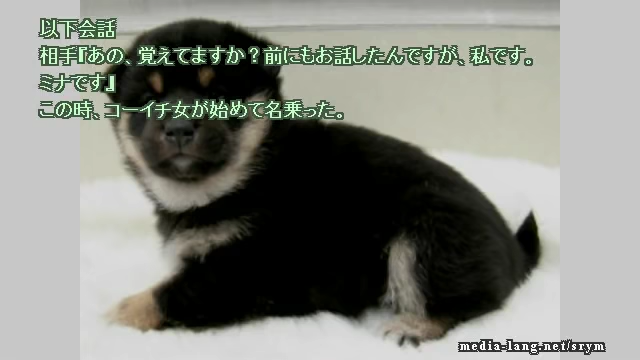 以下会話
相手『あの、覚えてますか？前にもお話したんですが、私です。
ミナです』
この時、コーイチ女が始めて名乗った。
media-lang.net/srym